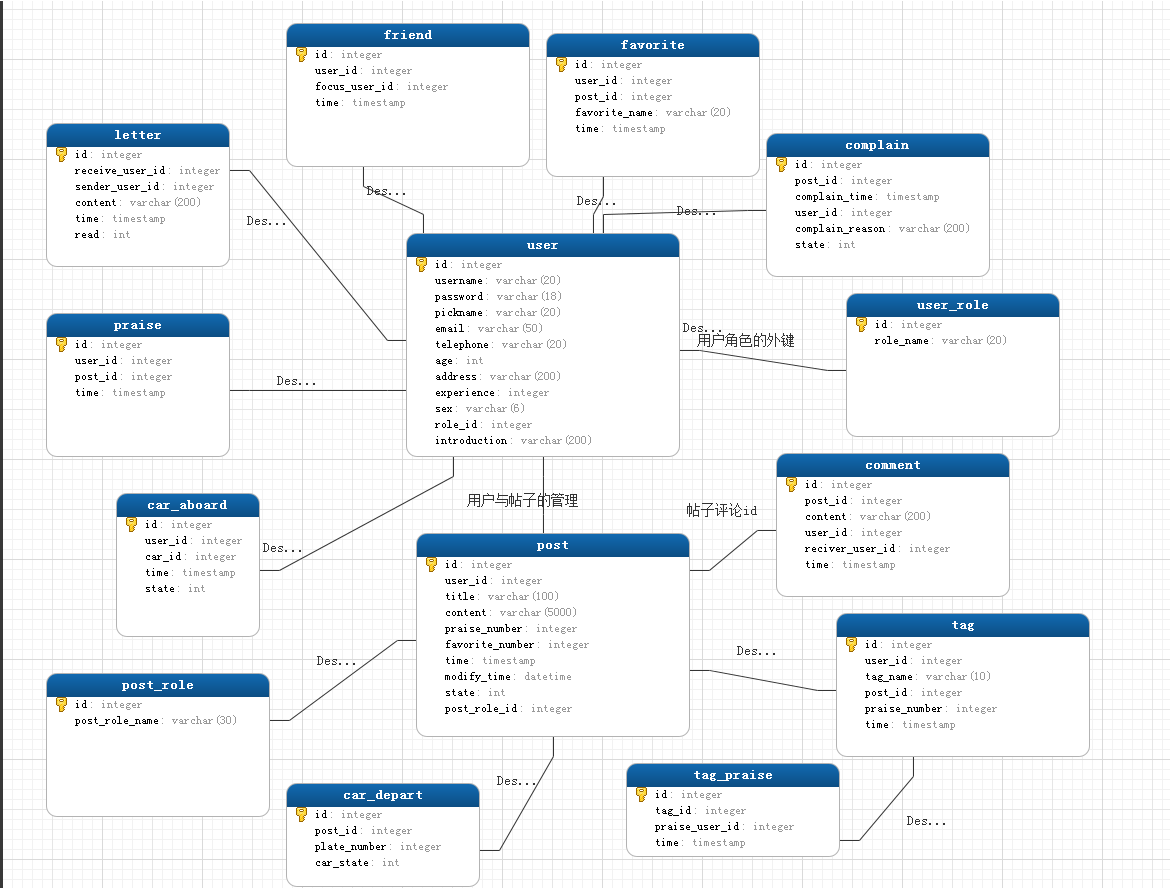 friend
id: integer
user_id: integer
focus_user_id: integer
time: timestamp
favorite
id: integer
user_id: integer
post_id: integer
favorite_name: varchar(20)
time: timestamp
letter
id: integer
receive_user_id: integer
sender_user_id: integer
content: varchar(200)
time: timestamp
read: int
complain
id: integer
post_id: integer
complain_time: timestamp
user_id: integer
complain_reason: varchar(200)
state: int
Des...
Des...
Des...
Des...
user
id: integer
username: varchar(20)
password: varchar(18)
pickname: varchar(20)
email: varchar(50)
telephone: varchar(20)
age: int
address: varchar(200)
experience: integer
sex: varchar(6)
role_id: integer
introduction: varchar(200)
user_role
id: integer
role_name: varchar(20)
Des...
用户角色的外键
praise
id: integer
user_id: integer
post_id: integer
time: timestamp
Des...
car_aboard
id: integer
user_id: integer
car_id: integer
time: timestamp
state: int
Des...
用户与帖子的管理
帖子评论id
comment
id: integer
post_id: integer
content: varchar(200)
user_id: integer
reciver_user_id: integer
time: timestamp
post
id: integer
user_id: integer
title: varchar(100)
content: varchar(5000)
praise_number: integer
favorite_number: integer
time: timestamp
modify_time: datetime
state: int
post_role_id: integer
tag
id: integer
user_id: integer
tag_name: varchar(10)
post_id: integer
praise_number: integer
time: timestamp
Des...
Des...
post_role
id: integer
post_role_name: varchar(30)
car_depart
id: integer
post_id: integer
plate_number: integer
car_state: int
Des...
tag_praise
id: integer
tag_id: integer
praise_user_id: integer
time: timestamp
Des...